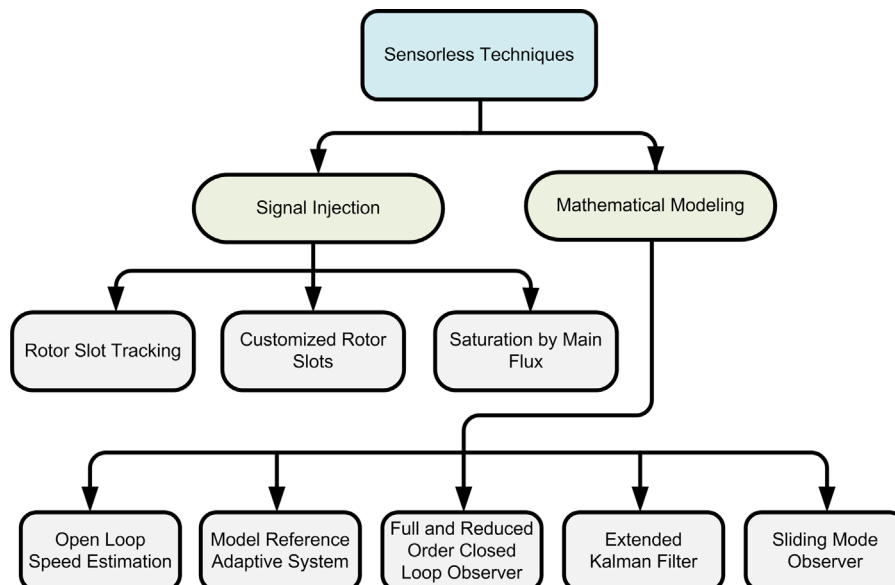 Sensorless Techniques
Signal Injection
Mathematical Modeling
Rotor Slot Tracking
Customized Rotor
Slots
Saturation by Main
Flux
Open Loop
Speed Estimation
Model Reference
Adaptive System
Full and Reduced
Order Closed
Loop Observer
Extended
Kalman Filter
Sliding Mode
Observer